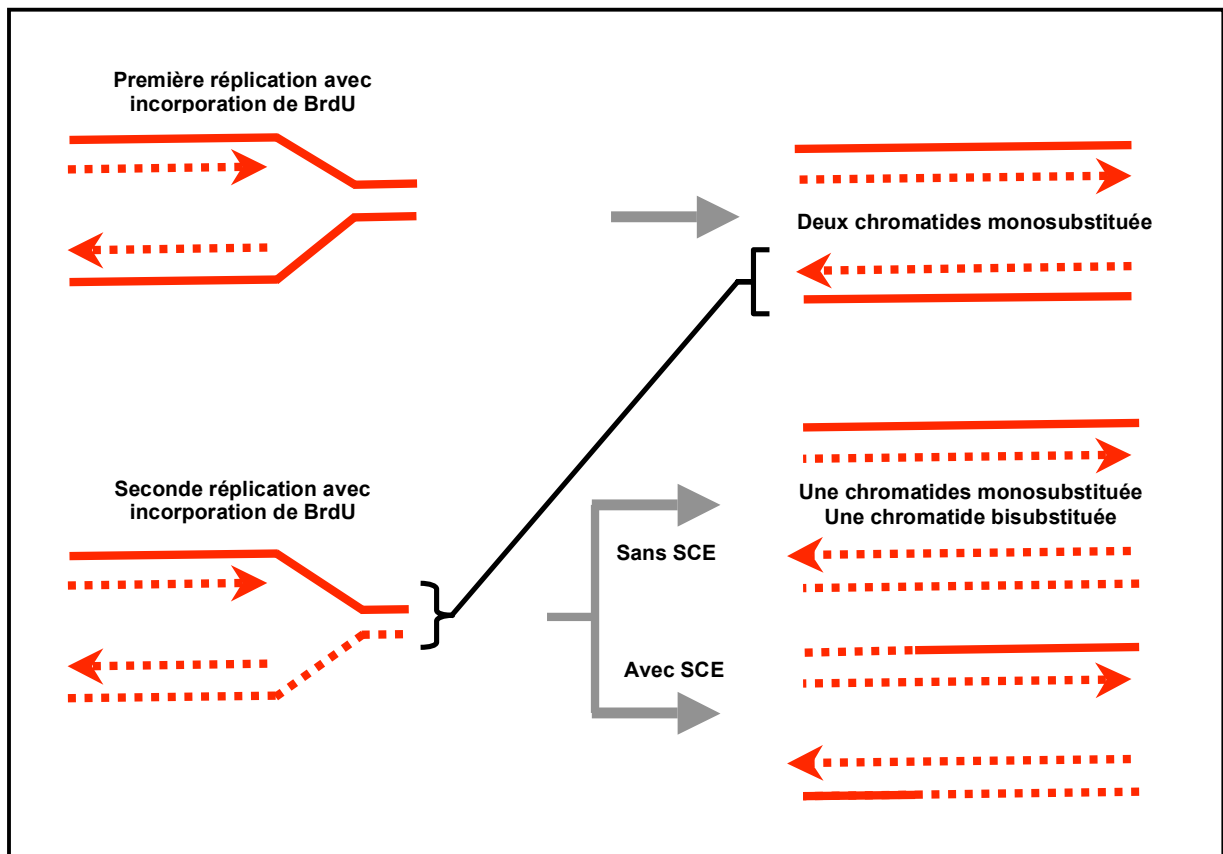 Première réplication avec
incorporation de BrdU
Deux chromatides monosubstituée
Seconde réplication avec
incorporation de BrdU
Une chromatides monosubstituée
Une chromatide bisubstituée
Sans SCE
Avec SCE